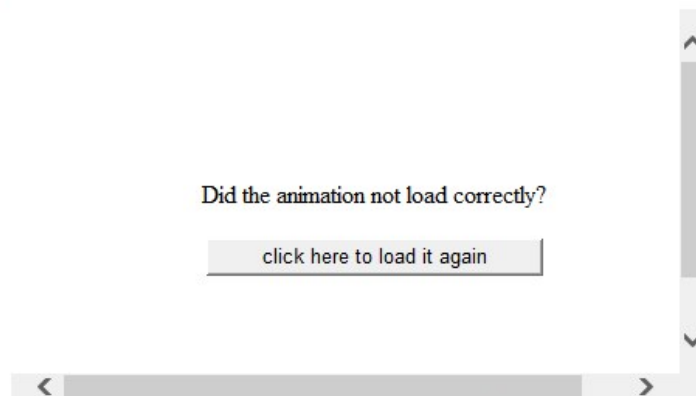 Did the animation not load correctly?
click here to load it again